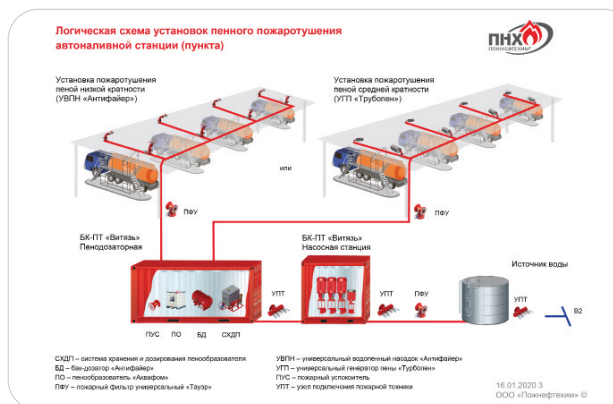 Логическая схема установок пенного пожаротушения
автоналивной станции (пункта)
ПНХ
ПОЖНЕФТЕХИМ
Установка пожаротушения
пеной низкой кратности
(УВПН «Антифайер»)
Установка пожаротушения
пеной средней кратности
(УГП «Турбопен»)
или
ПФУ
ПФУ
БК-ПТ «Витязь»
Пенодозаторная
БК-ПТ «Витязь»
Насосная станция
Источник воды
УПТ
УПТ
ПФУ
УПТ
В2
ПУС ПО БД СХДП
СХДП – система хранения и дозирования пенообразователя
БД – бак-дозатор «Антифайер»
ПО – пенообразователь «Аквафом»
ПФУ – пожарный фильтр универсальный «Тауэр»
УВПН – универсальный водопенный насадок «Антифайер»
УГП – универсальный генератор пены «Турбопен»
ПУС – пожарный успокоитель
УПТ – узел подключения пожарной техники
16.01.2020 З
ООО «Пожнефтехим» ©